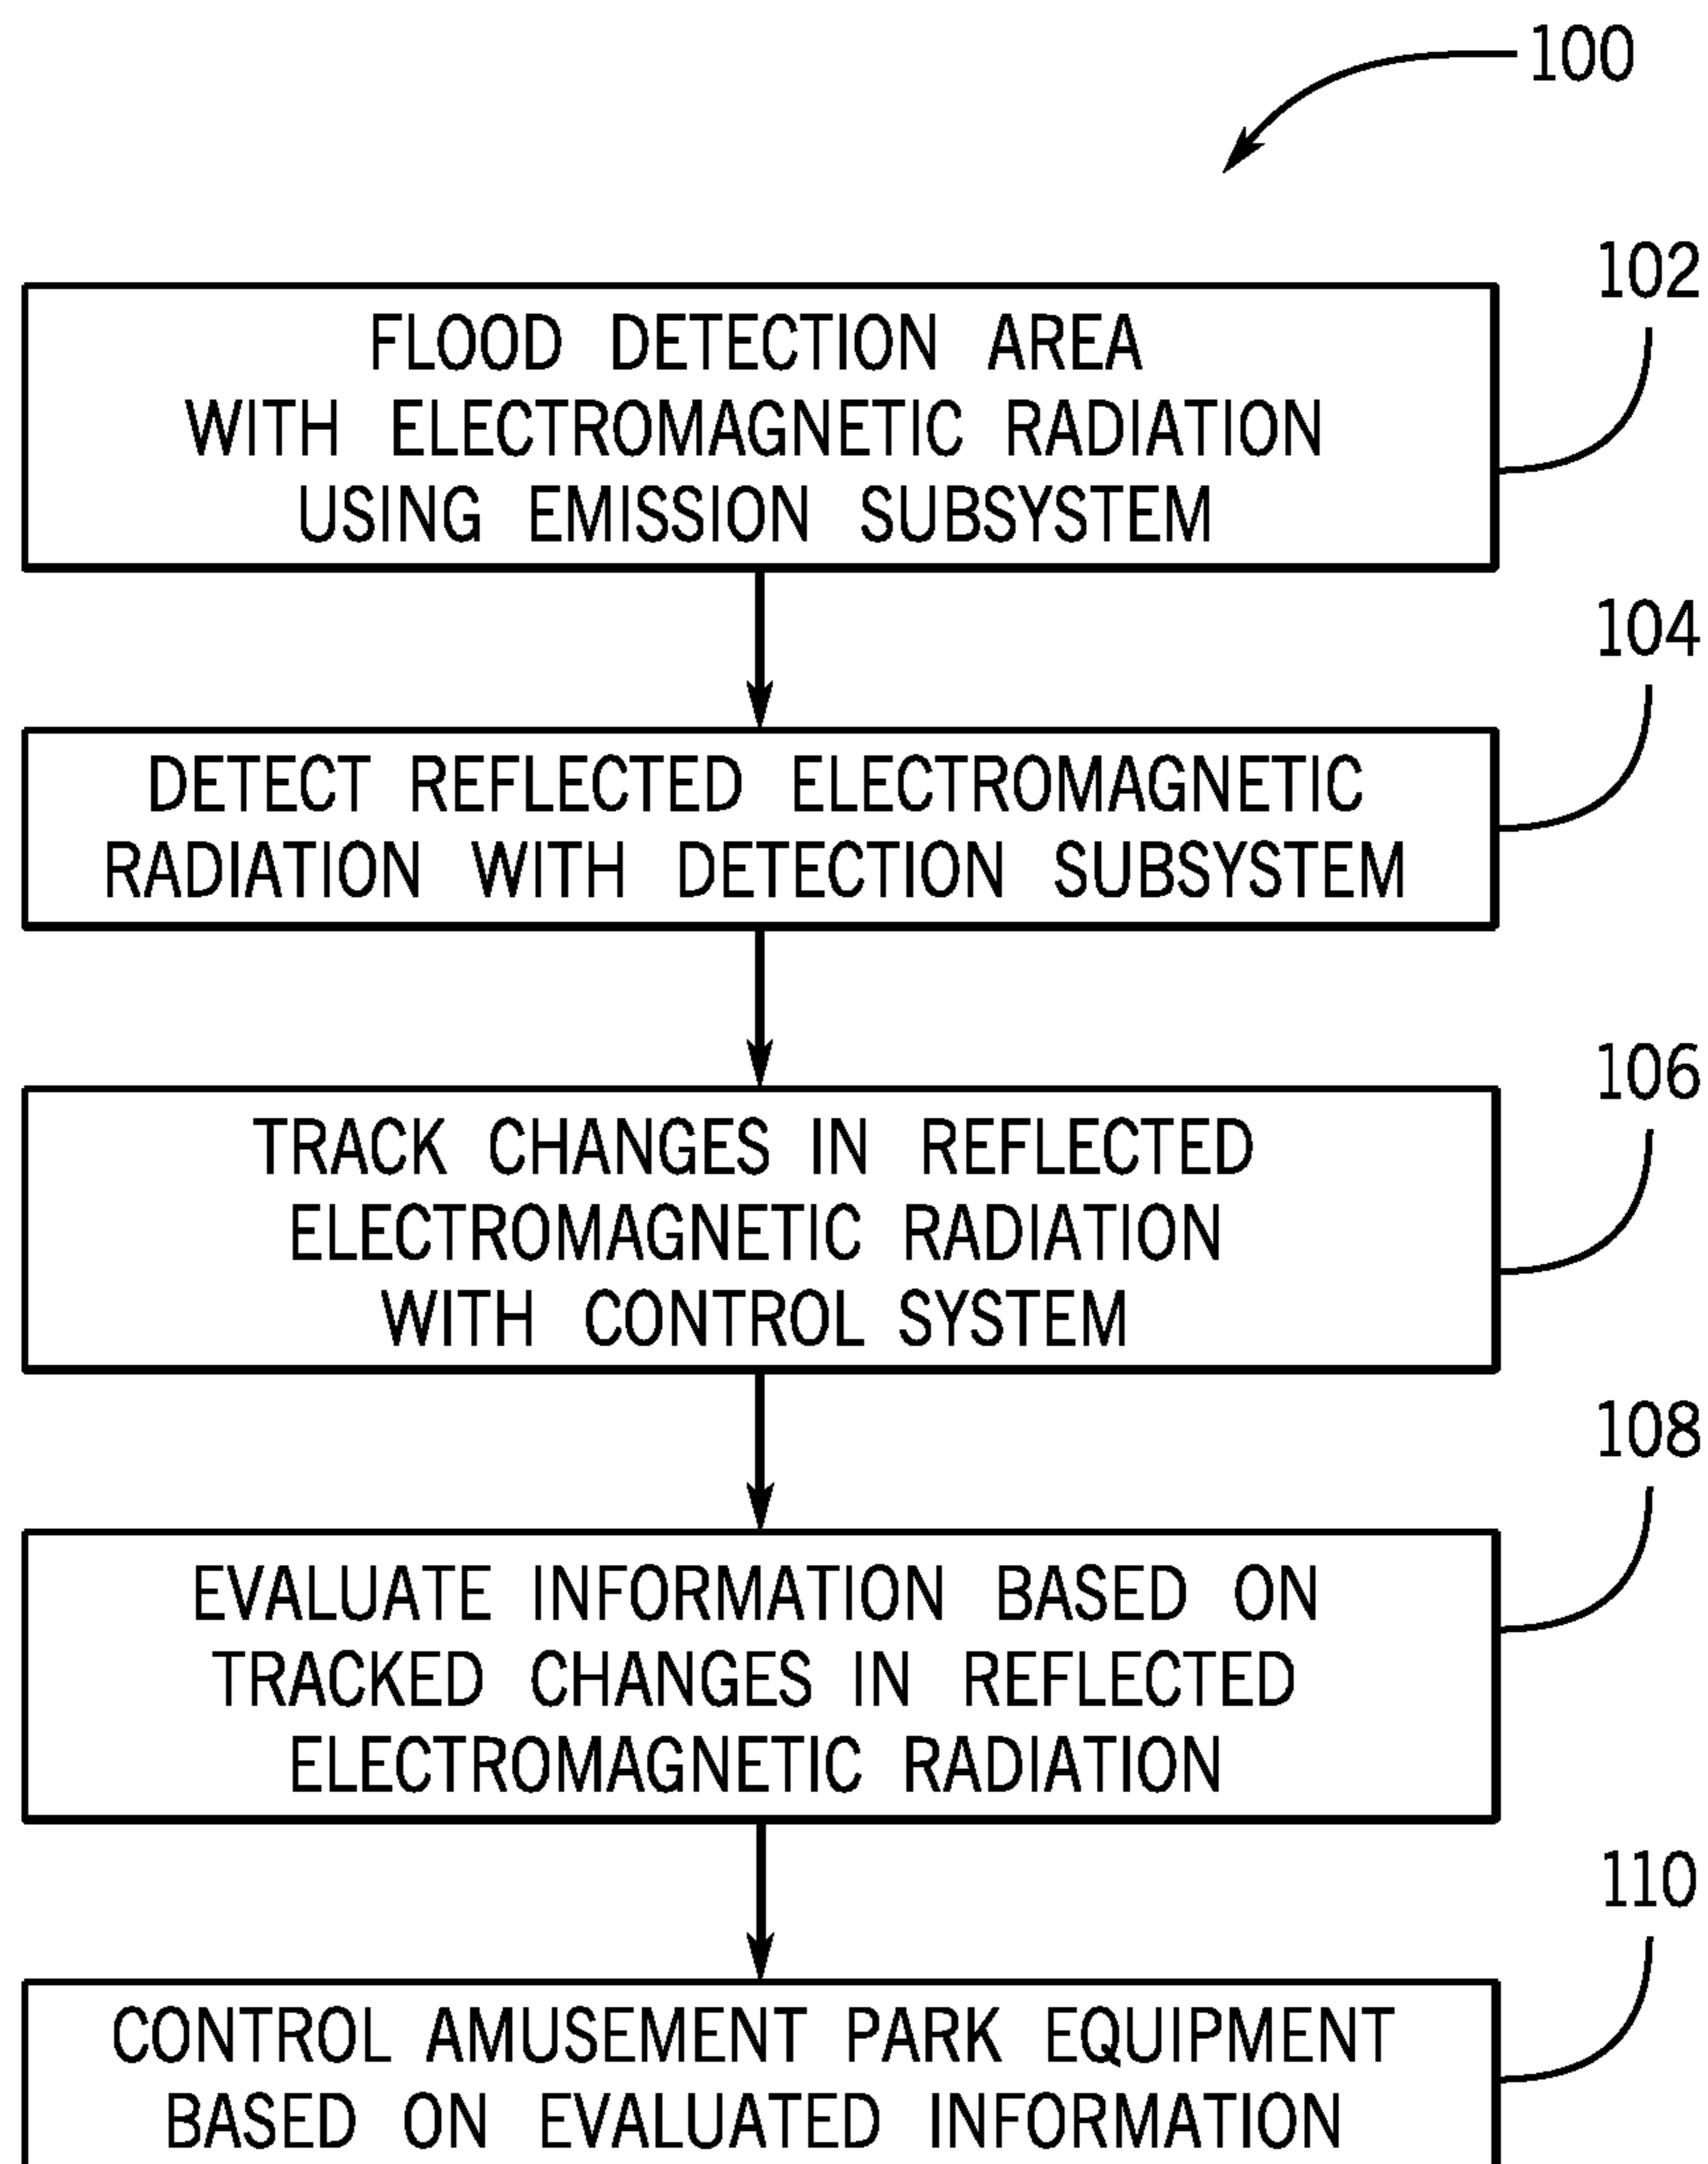 100
102
FLOOD DETECTION AREA
WITH ELECTROMAGNETIC RADIATION
USING EMISSION SUBSYSTEM
104
DETECT REFLECTED ELECTROMAGNETIC
RADIATION WITH DETECTION SUBSYSTEM
106
TRACK CHANGES IN REFLECTED
ELECTROMAGNETIC RADIATION
WITH CONTROL SYSTEM
108
EVALUATE INFORMATION BASED ON
TRACKED CHANGES IN REFLECTED
ELECTROMAGNETIC RADIATION
110
CONTROL AMUSEMENT PARK EQUIPMENT
BASED ON EVALUATED INFORMATION